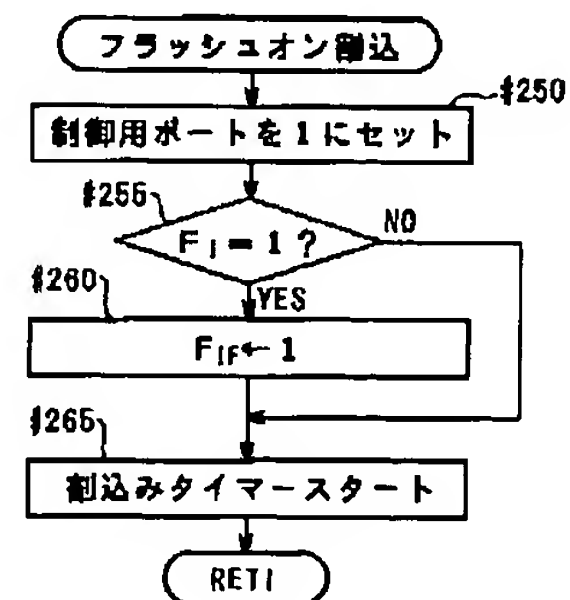 フラッシュオン割込
#250
制御用ポートを1にセット
#255
FI=1?
NO
#260
YES
FIF←1
#265
割込みタイマースタート
RETI